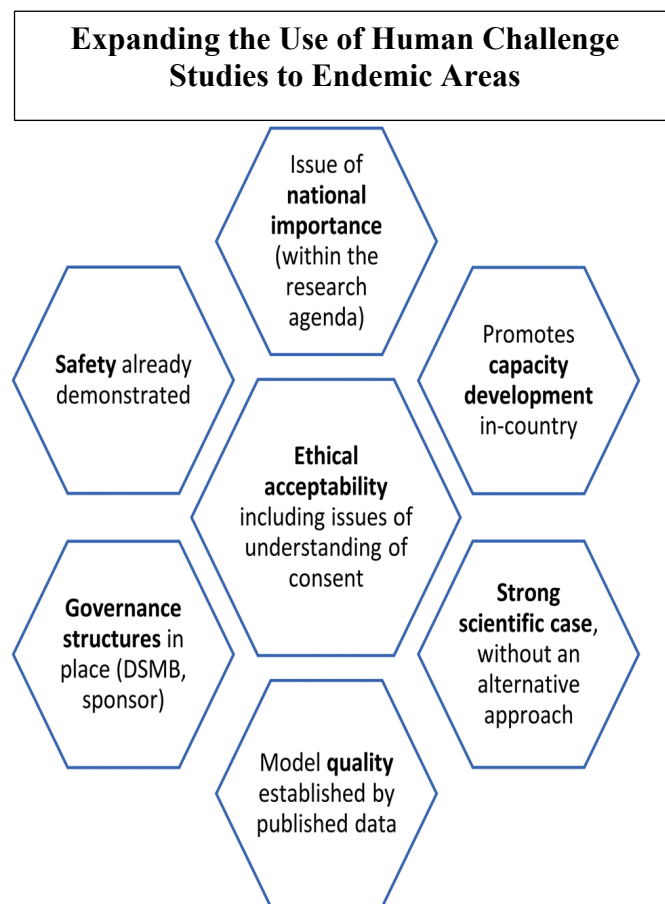 Expanding the Use of Human Challenge
Studies to Endemic Areas
Issue of
national
importance
(within the
research
agenda)
Safety already
demonstrated
Promotes
capacity
development
in-country
Ethical
acceptability
including issues of
understanding of
consent
Governance
structures in
place (DSMB,
sponsor)
Strong
scientific case,
without an
alternative
approach
Model quality
established by
published data